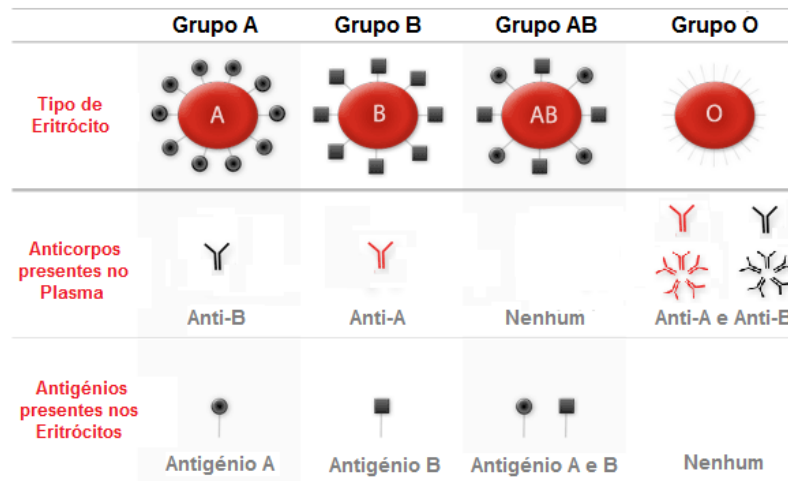 Grupo A Grupo B Grupo AB Grupo O
Tipo de
Eritrócito
A B AB O
Anticorpos
presentes no
Plasma
Anti-B Anti-A Nenhum Anti-A e Anti-B
Antigénios
presentes nos
Eritrócitos
Antigénio A Antigénio B Antigénio A e B Nenhum